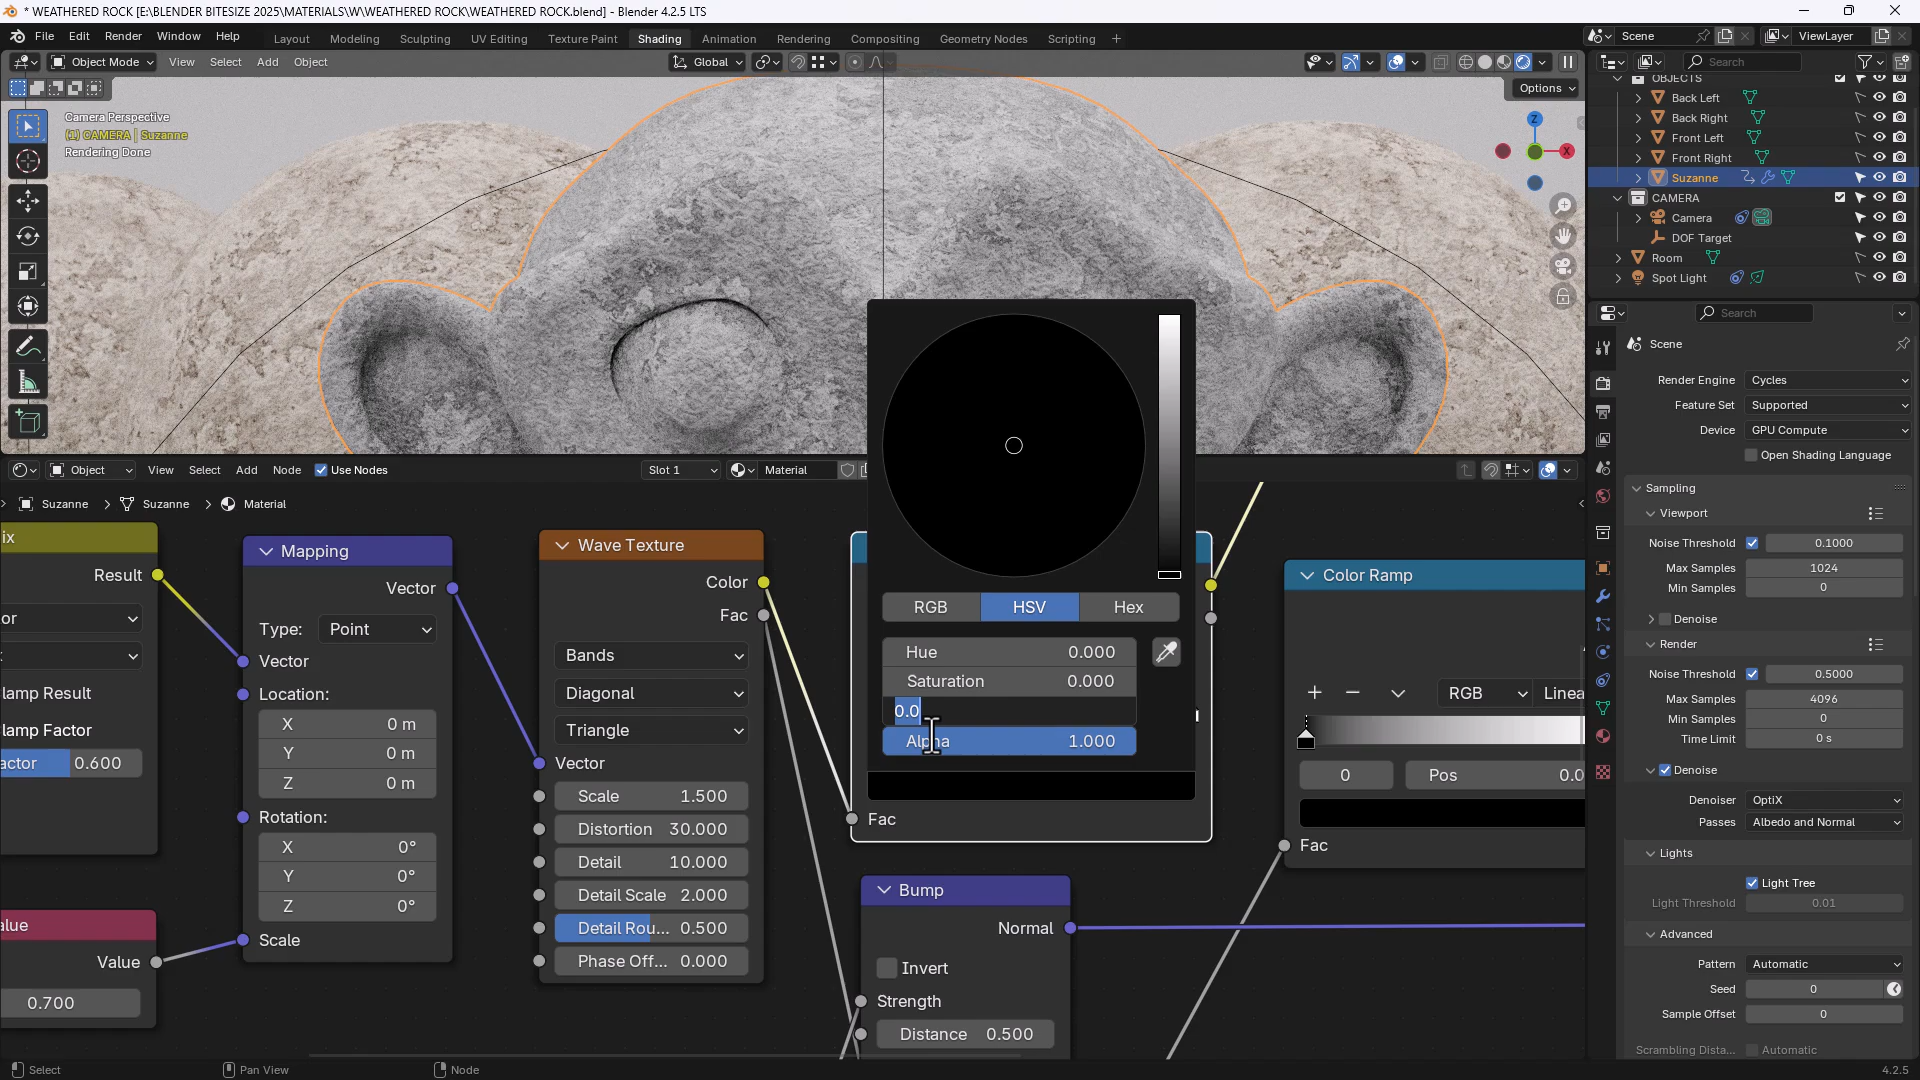 * WEATHERED ROCK [E:\BLENDER BITESIZE 2025\MATERIALS\W\WEATHERED ROCK\WEATHERED ROCK.blend] - Blender 4.2.5 LTS
File Edit Render Window Help
Layout Modeling Sculpting UV Editing Texture Paint Shading Animation Rendering Compositing Geometry Nodes Scripting +
Scene ViewLayer
Object Mode View Select Add Object Global
Options
Camera Perspective
(1) CAMERA | Suzanne
Rendering Done
Z
X
Search
OBJECTS
Back Left
Back Right
Front Left
Front Right
Suzanne
CAMERA
Camera
DOF Target
Room
Spot Light
Search
Scene
Render Engine Cycles
Feature Set Supported
Device GPU Compute
Open Shading Language
Sampling
Viewport
Noise Threshold 0.1000
Max Samples 1024
Min Samples 0
Denoise
Render
Noise Threshold 0.5000
Max Samples 4096
Min Samples 0
Time Limit 0 s
Denoise
Denoiser OptiX
Passes Albedo and Normal
Lights
Light Tree
Light Threshold 0.01
Advanced
Pattern Automatic
Seed 0
Sample Offset 0
Scrambling Dista... Automatic
Object View Select Add Node Use Nodes Slot 1 Material
Suzanne > Suzanne > Material
ix
Result
or
lamp Result
lamp Factor
actor 0.600
alue
Value
0.700
Mapping
Vector
Type: Point
Vector
Location:
X 0 m
Y 0 m
Z 0 m
Rotation:
X 0°
Y 0°
Z 0°
Scale
Wave Texture
Color
Fac
Bands
Diagonal
Triangle
Vector
Scale 1.500
Distortion 30.000
Detail 10.000
Detail Scale 2.000
Detail Rou... 0.500
Phase Off... 0.000
RGB HSV Hex
Hue 0.000
Saturation 0.000
0.0
Alpha 1.000
Fac
Bump
Normal
Invert
Strength
Distance 0.500
Color Ramp
RGB Linea
0 Pos 0.0
Fac
Select Pan View Node
4.2.5